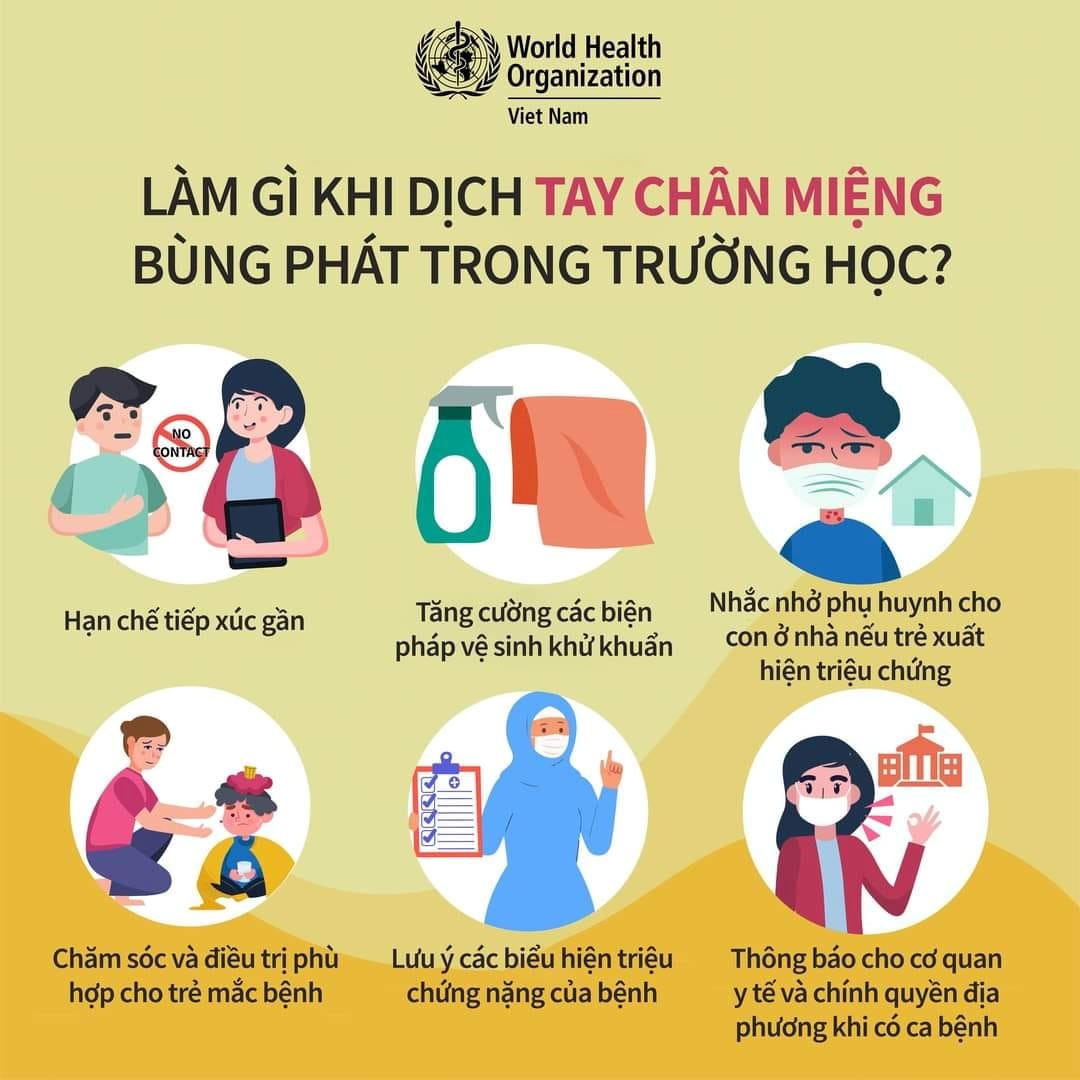 World Health
Organization
Viet Nam
LÀM GÌ KHI DỊCH TAY CHÂN MIỆNG
BÙNG PHÁT TRONG TRƯỜNG HỌC?
NO
CONTACT
Hạn chế tiếp xúc gần
Tăng cường các biện
pháp vệ sinh khử khuẩn
Nhắc nhở phụ huynh cho
con ở nhà nếu trẻ xuất
hiện triệu chứng
Chăm sóc và điều trị phù
hợp cho trẻ mắc bệnh
Lưu ý các biểu hiện triệu
chứng nặng của bệnh
Thông báo cho cơ quan
y tế và chính quyền địa
phương khi có ca bệnh